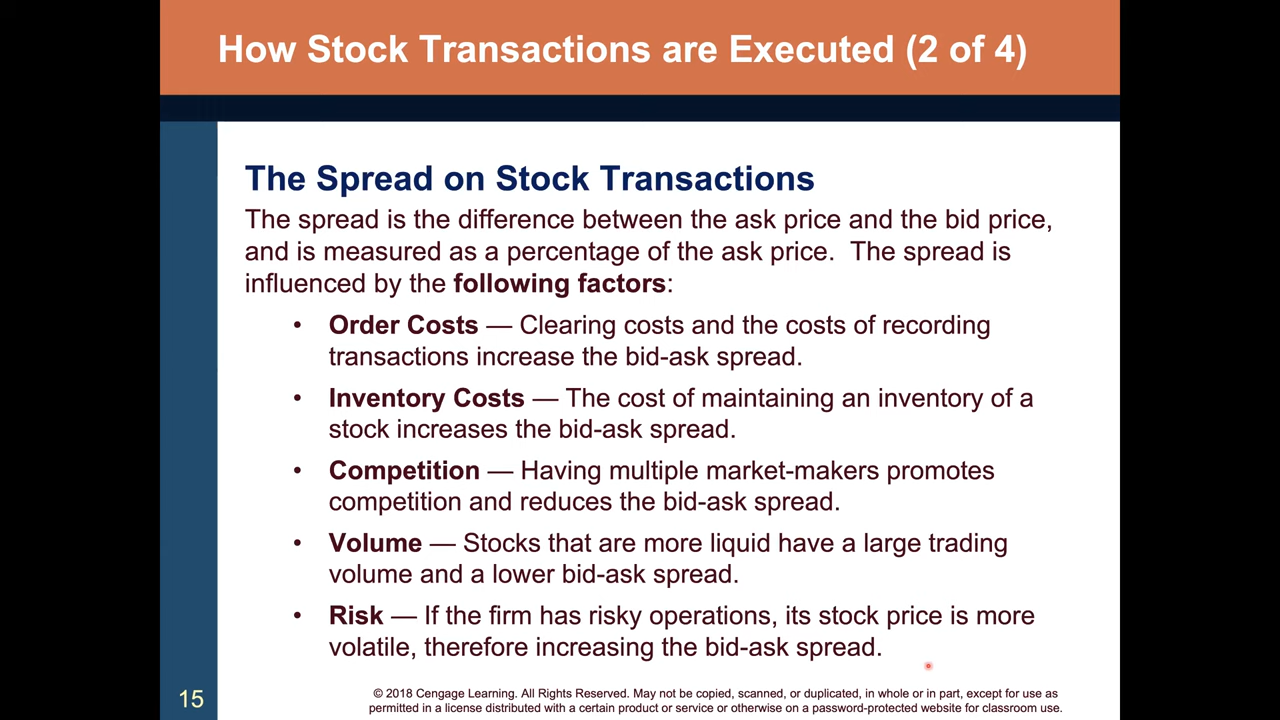 How Stock Transactions are Executed (2 of 4)
The Spread on Stock Transactions
The spread is the difference between the ask price and the bid price,
and is measured as a percentage of the ask price.  The spread is
influenced by the following factors:
• Order Costs — Clearing costs and the costs of recording
transactions increase the bid-ask spread.
• Inventory Costs — The cost of maintaining an inventory of a
stock increases the bid-ask spread.
• Competition — Having multiple market-makers promotes
competition and reduces the bid-ask spread.
• Volume — Stocks that are more liquid have a large trading
volume and a lower bid-ask spread.
• Risk — If the firm has risky operations, its stock price is more
volatile, therefore increasing the bid-ask spread.
15
© 2018 Cengage Learning. All Rights Reserved. May not be copied, scanned, or duplicated, in whole or in part, except for use as
permitted in a license distributed with a certain product or service or otherwise on a password-protected website for classroom use.